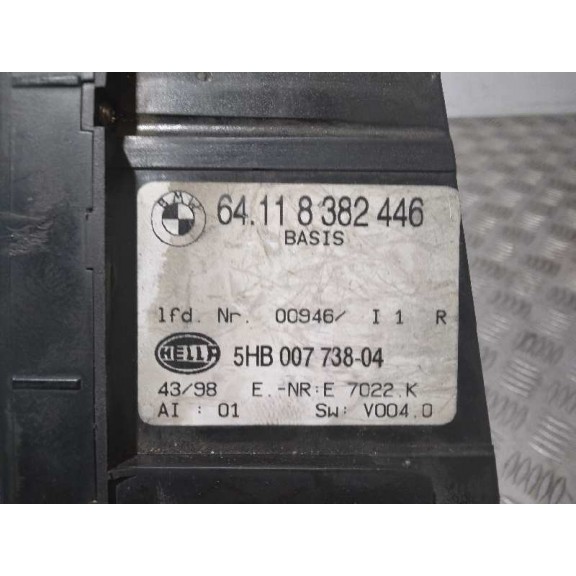 BMW
64.11 8 382 446
BASIS
lfd. Nr. 00946/ I 1 R
HELLA
5HB 007 738-04
43/98 E.-NR:E 7022.K
AI : 01 Sw: V004.0